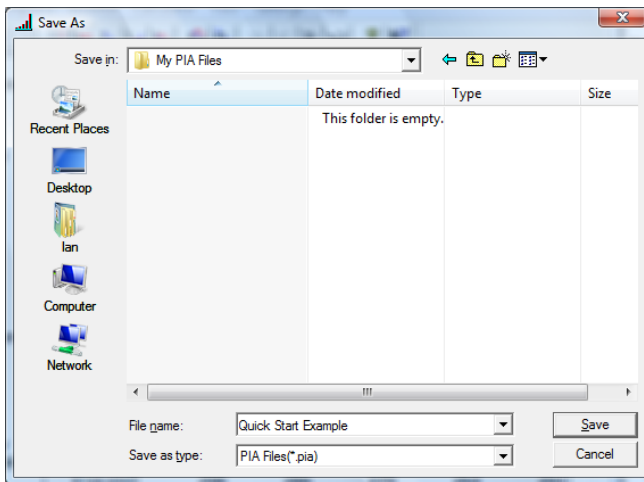 Save As
Save in: My PIA Files
Name Date modified Type Size
This folder is empty.
Recent Places
Desktop
Ian
Computer
Network
File name: Quick Start Example Save
Save as type: PIA Files(*.pia) Cancel